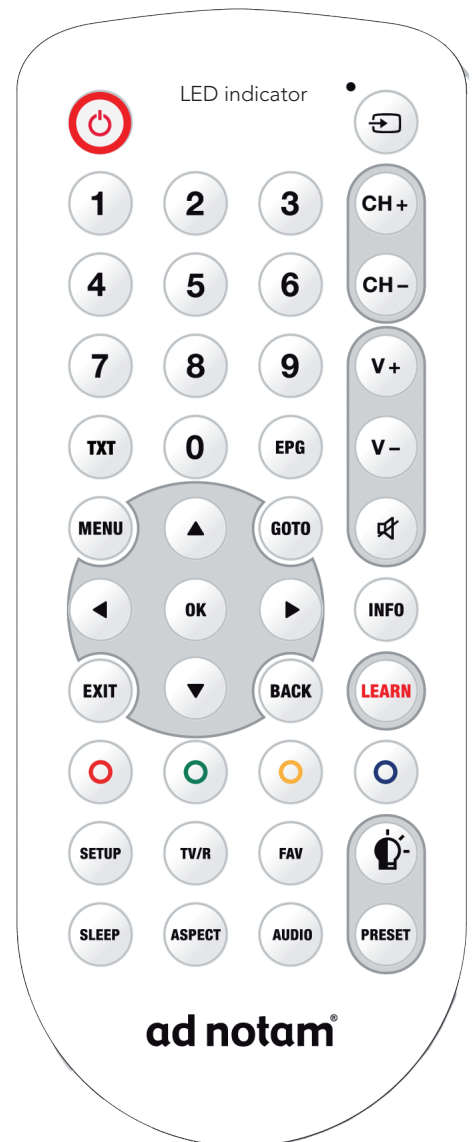 LED indicator
1 2 3 CH+
4 5 6 CH−
7 8 9 V+
TXT 0 EPG V−
MENU GOTO
OK INFO
EXIT BACK LEARN
SETUP TV/R FAV
SLEEP ASPECT AUDIO PRESET
ad notam®